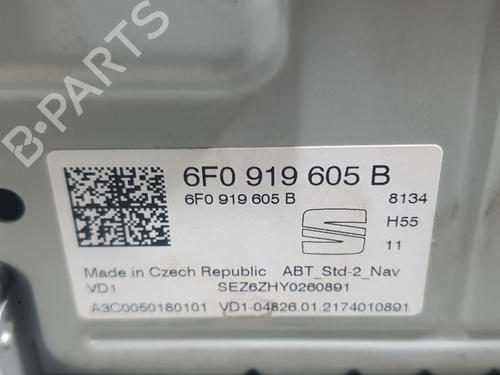 B-PARTS
6F0 919 605 B
6F0 919 605 B 8134
H55
11
Made in Czech Republic ABT_Std-2_Nav
VD1 SEZ6ZHY0260891
A3C0050180101 VD1-04826.01.2174010891